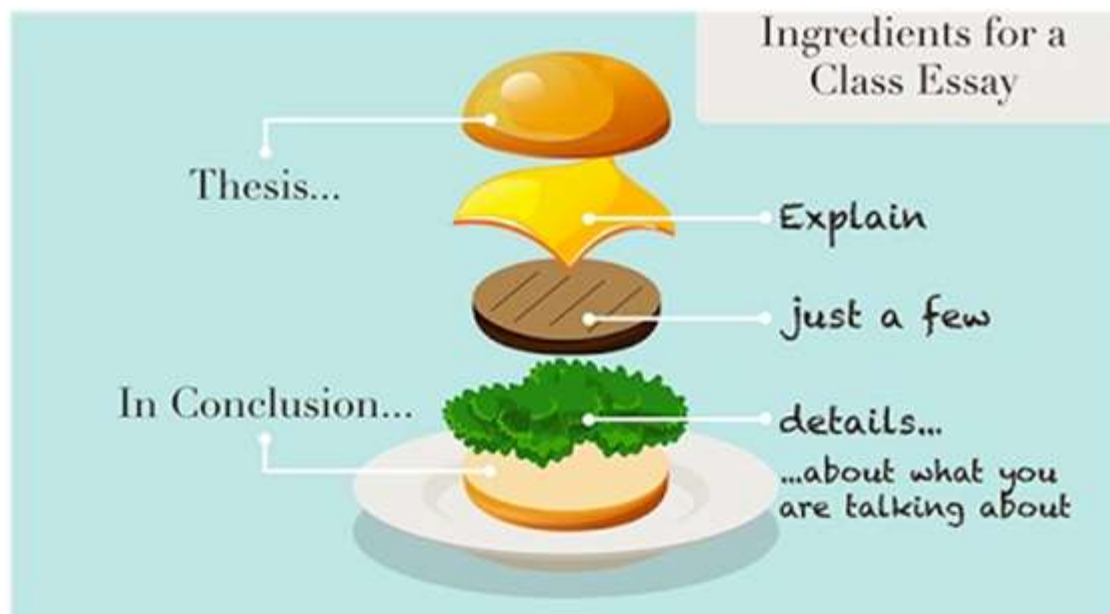 Ingredients for a
Class Essay
Thesis...
Explain
just a few
In Conclusion...
details...
...about what you
are talking about